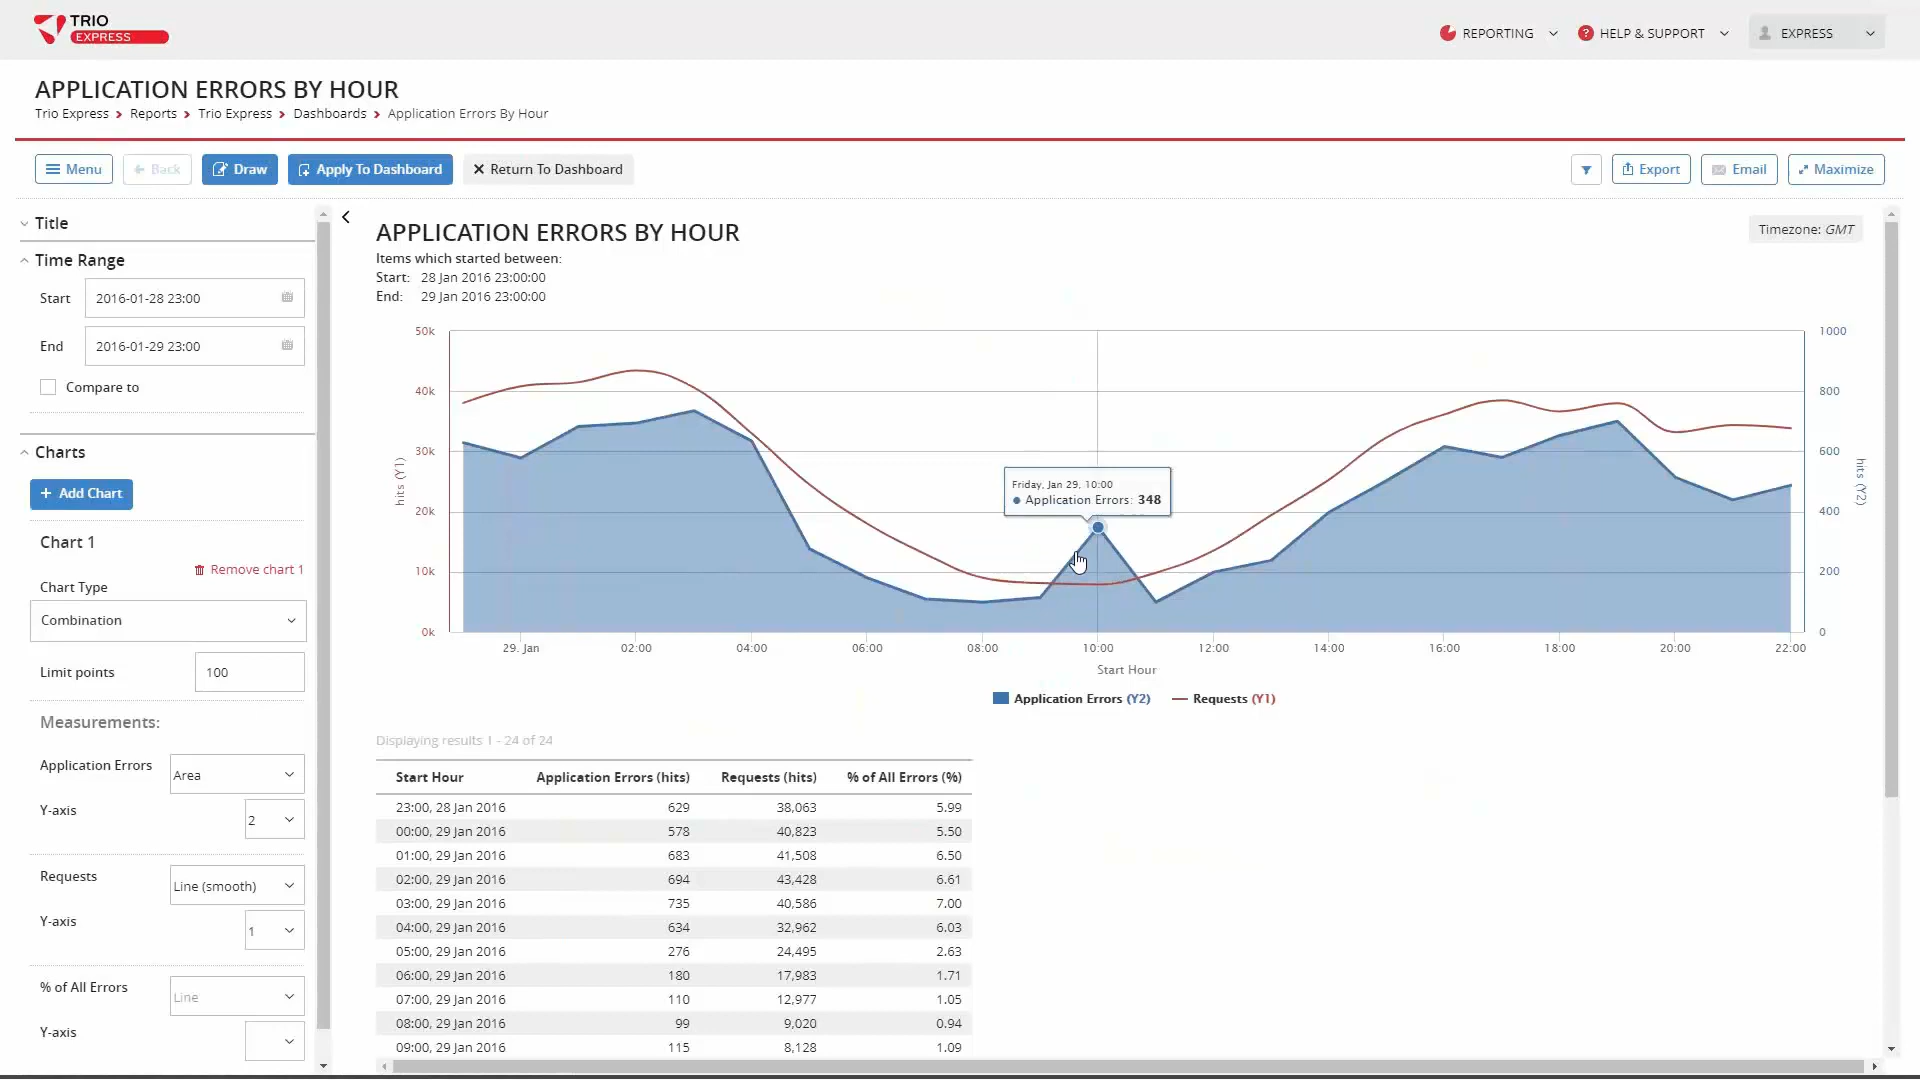 TRIO
EXPRESS
REPORTING
HELP & SUPPORT
EXPRESS
APPLICATION ERRORS BY HOUR
Trio Express > Reports > Trio Express > Dashboards > Application Errors By Hour
Menu
Back
Draw
Apply To Dashboard
Return To Dashboard
Export
Email
Maximize
Title
Time Range
Start 2016-01-28 23:00
End 2016-01-29 23:00
Compare to
Charts
+ Add Chart
Chart 1
Remove chart 1
Chart Type
Combination
Limit points 100
Measurements:
Application Errors Area
Y-axis 2
Requests Line (smooth)
Y-axis 1
% of All Errors Line
Y-axis
APPLICATION ERRORS BY HOUR
Timezone: GMT
Items which started between:
Start: 28 Jan 2016 23:00:00
End: 29 Jan 2016 23:00:00
50k
40k
30k
20k
10k
0k
hits (Y1)
Friday, Jan 29, 10:00
Application Errors: 348
1000
800
600
400
200
0
hits (Y2)
29. Jan 02:00 04:00 06:00 08:00 10:00 12:00 14:00 16:00 18:00 20:00 22:00
Start Hour
Application Errors (Y2) Requests (Y1)
Displaying results 1 - 24 of 24
Start Hour Application Errors (hits) Requests (hits) % of All Errors (%)
23:00, 28 Jan 2016 629 38,063 5.99
00:00, 29 Jan 2016 578 40,823 5.50
01:00, 29 Jan 2016 683 41,508 6.50
02:00, 29 Jan 2016 694 43,428 6.61
03:00, 29 Jan 2016 735 40,586 7.00
04:00, 29 Jan 2016 634 32,962 6.03
05:00, 29 Jan 2016 276 24,495 2.63
06:00, 29 Jan 2016 180 17,983 1.71
07:00, 29 Jan 2016 110 12,977 1.05
08:00, 29 Jan 2016 99 9,020 0.94
09:00, 29 Jan 2016 115 8,128 1.09